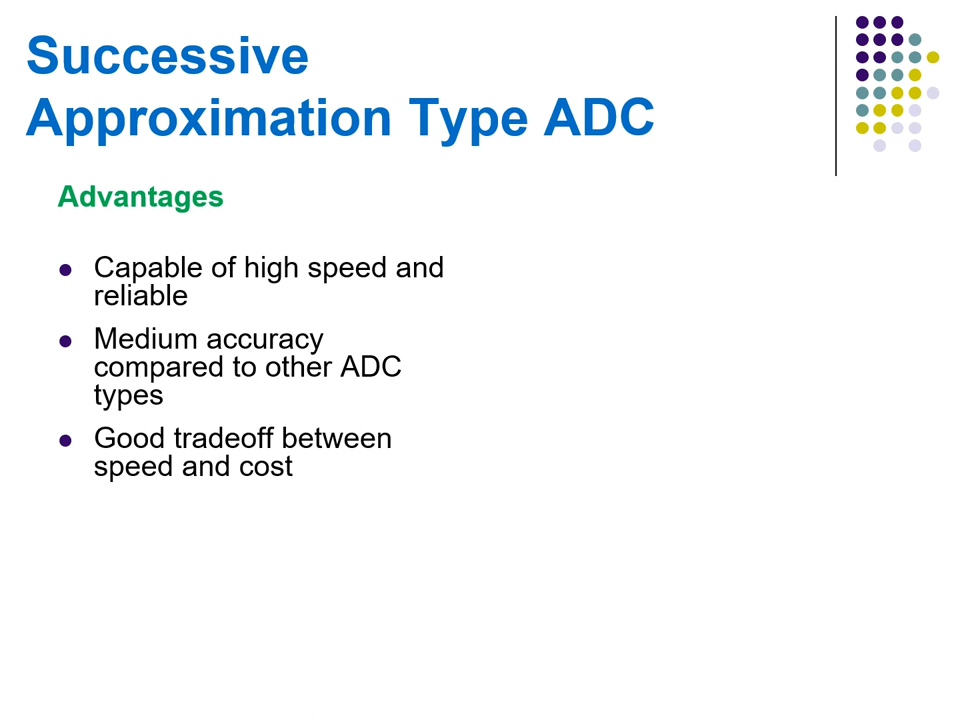 Successive
Approximation Type ADC
Advantages
● Capable of high speed and
reliable
● Medium accuracy
compared to other ADC
types
● Good tradeoff between
speed and cost